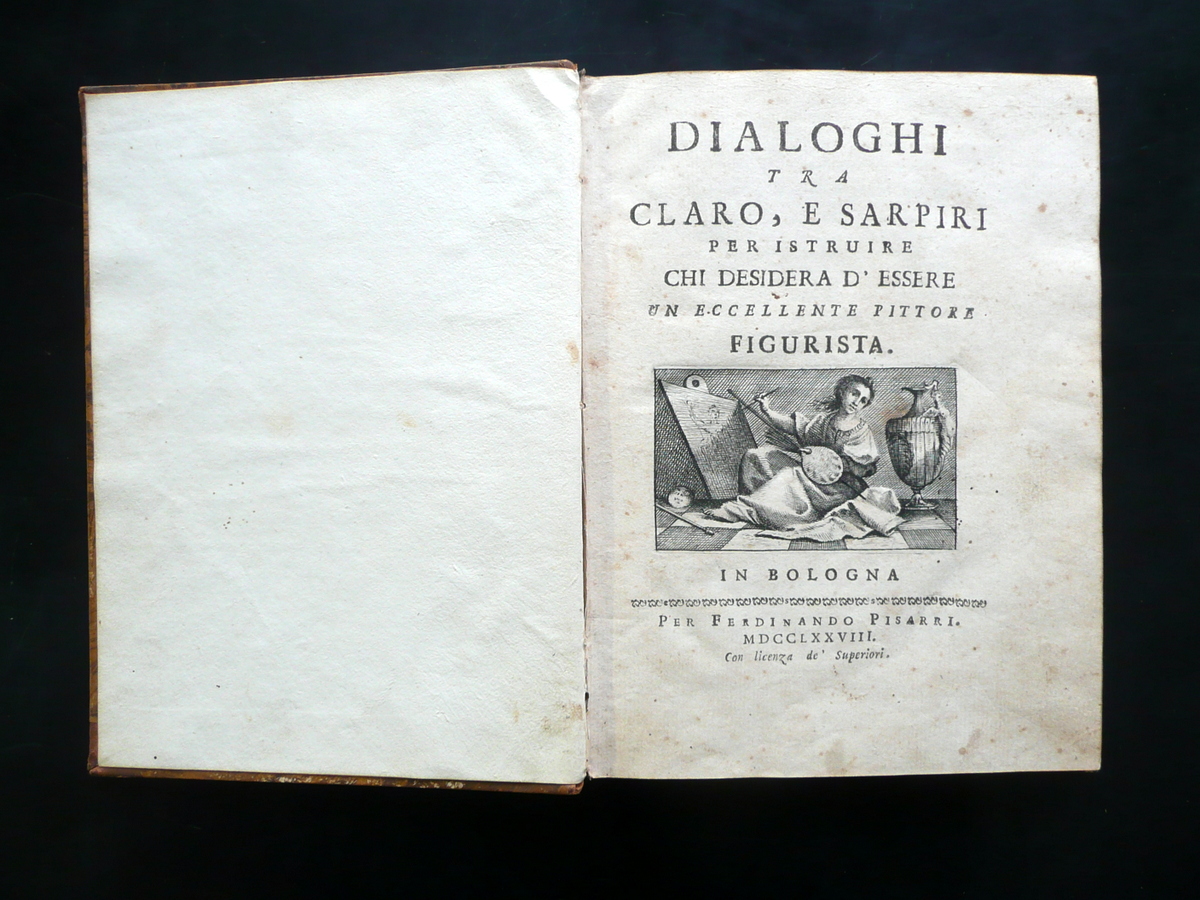 DIALOGHI
TRA
CLARO, E SARPIRI
PER ISTRUIRE
CHI DESIDERA D' ESSERE
UN ECCELLENTE PITTORE
FIGURISTA.
IN BOLOGNA
PER FERDINANDO PISARRI.
MDCCLXXVIII.
Con licenza de' Superiori.